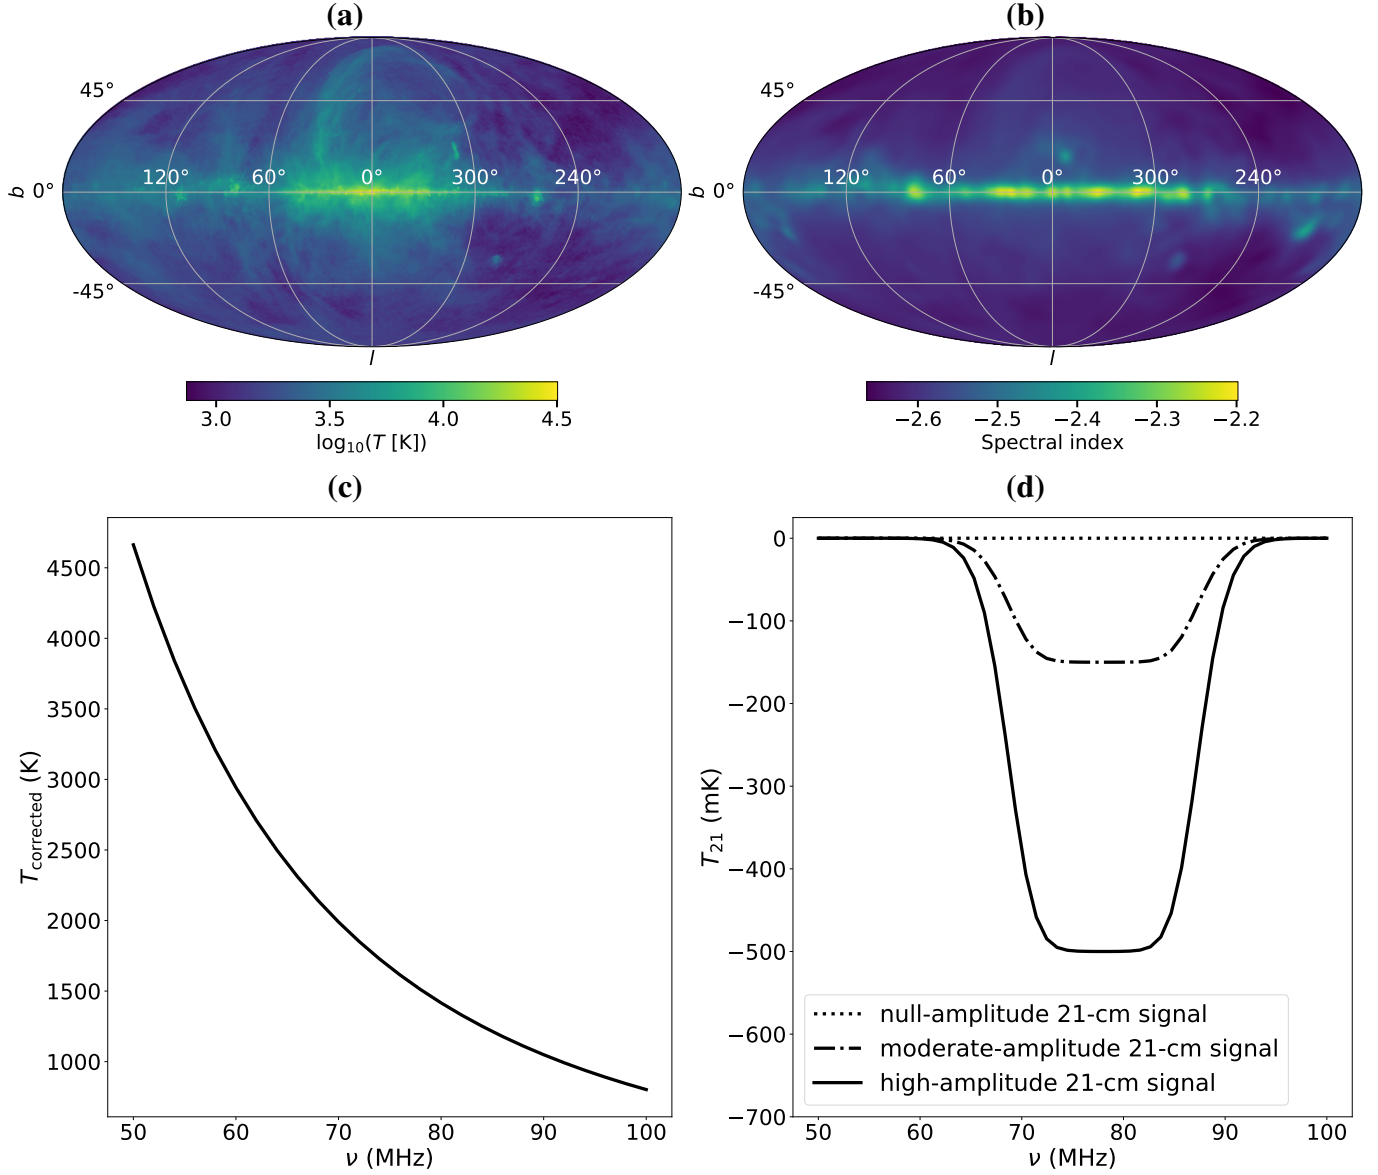 (a)
(b)
45°
b 0°
120° 60° 0° 300° 240°
-45°
l
3.0 3.5 4.0 4.5
log₁₀(T [K])
45°
b 0°
120° 60° 0° 300° 240°
-45°
l
−2.6 −2.5 −2.4 −2.3 −2.2
Spectral index
(c)
4500
4000
3500
3000
2500
2000
1500
1000
T_corrected (K)
50 60 70 80 90 100
ν (MHz)
(d)
0
−100
−200
−300
−400
−500
−600
−700
T₂₁ (mK)
null-amplitude 21-cm signal
moderate-amplitude 21-cm signal
high-amplitude 21-cm signal
50 60 70 80 90 100
ν (MHz)